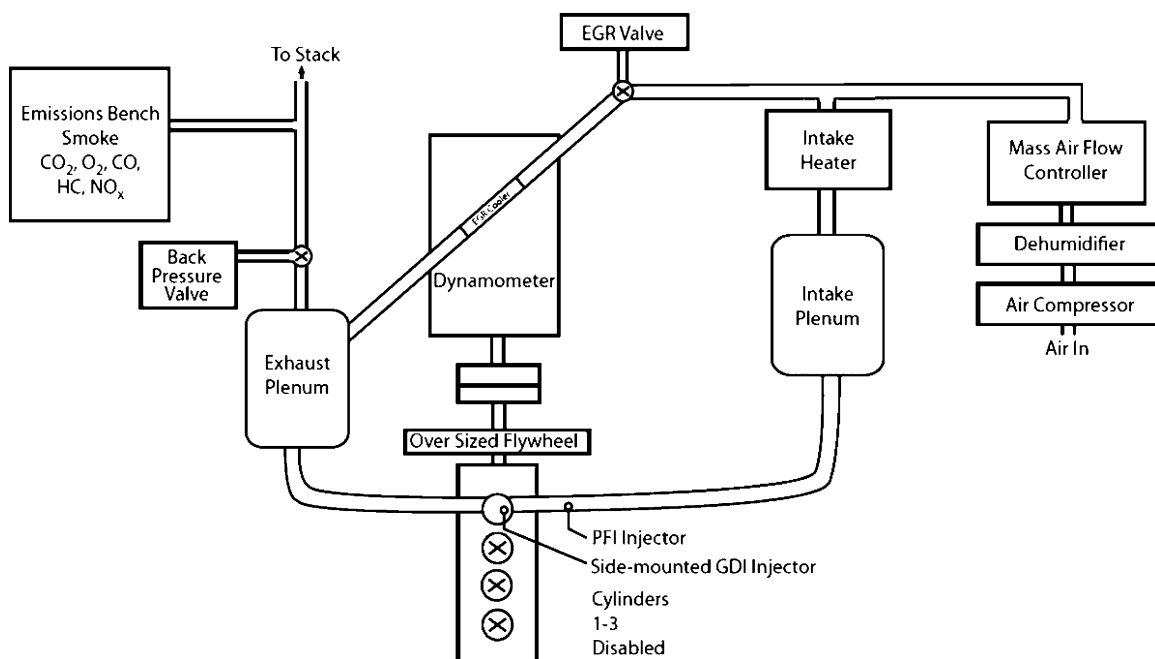 EGR Valve
To Stack
Emissions Bench
Smoke
CO₂, O₂, CO,
HC, NOₓ
Intake
Heater
Mass Air Flow
Controller
EGR Cooler
Back
Pressure
Valve
Dynamometer
Dehumidifier
Intake
Plenum
Air Compressor
Air In
Exhaust
Plenum
Over Sized Flywheel
PFI Injector
Side-mounted GDI Injector
Cylinders
1-3
Disabled